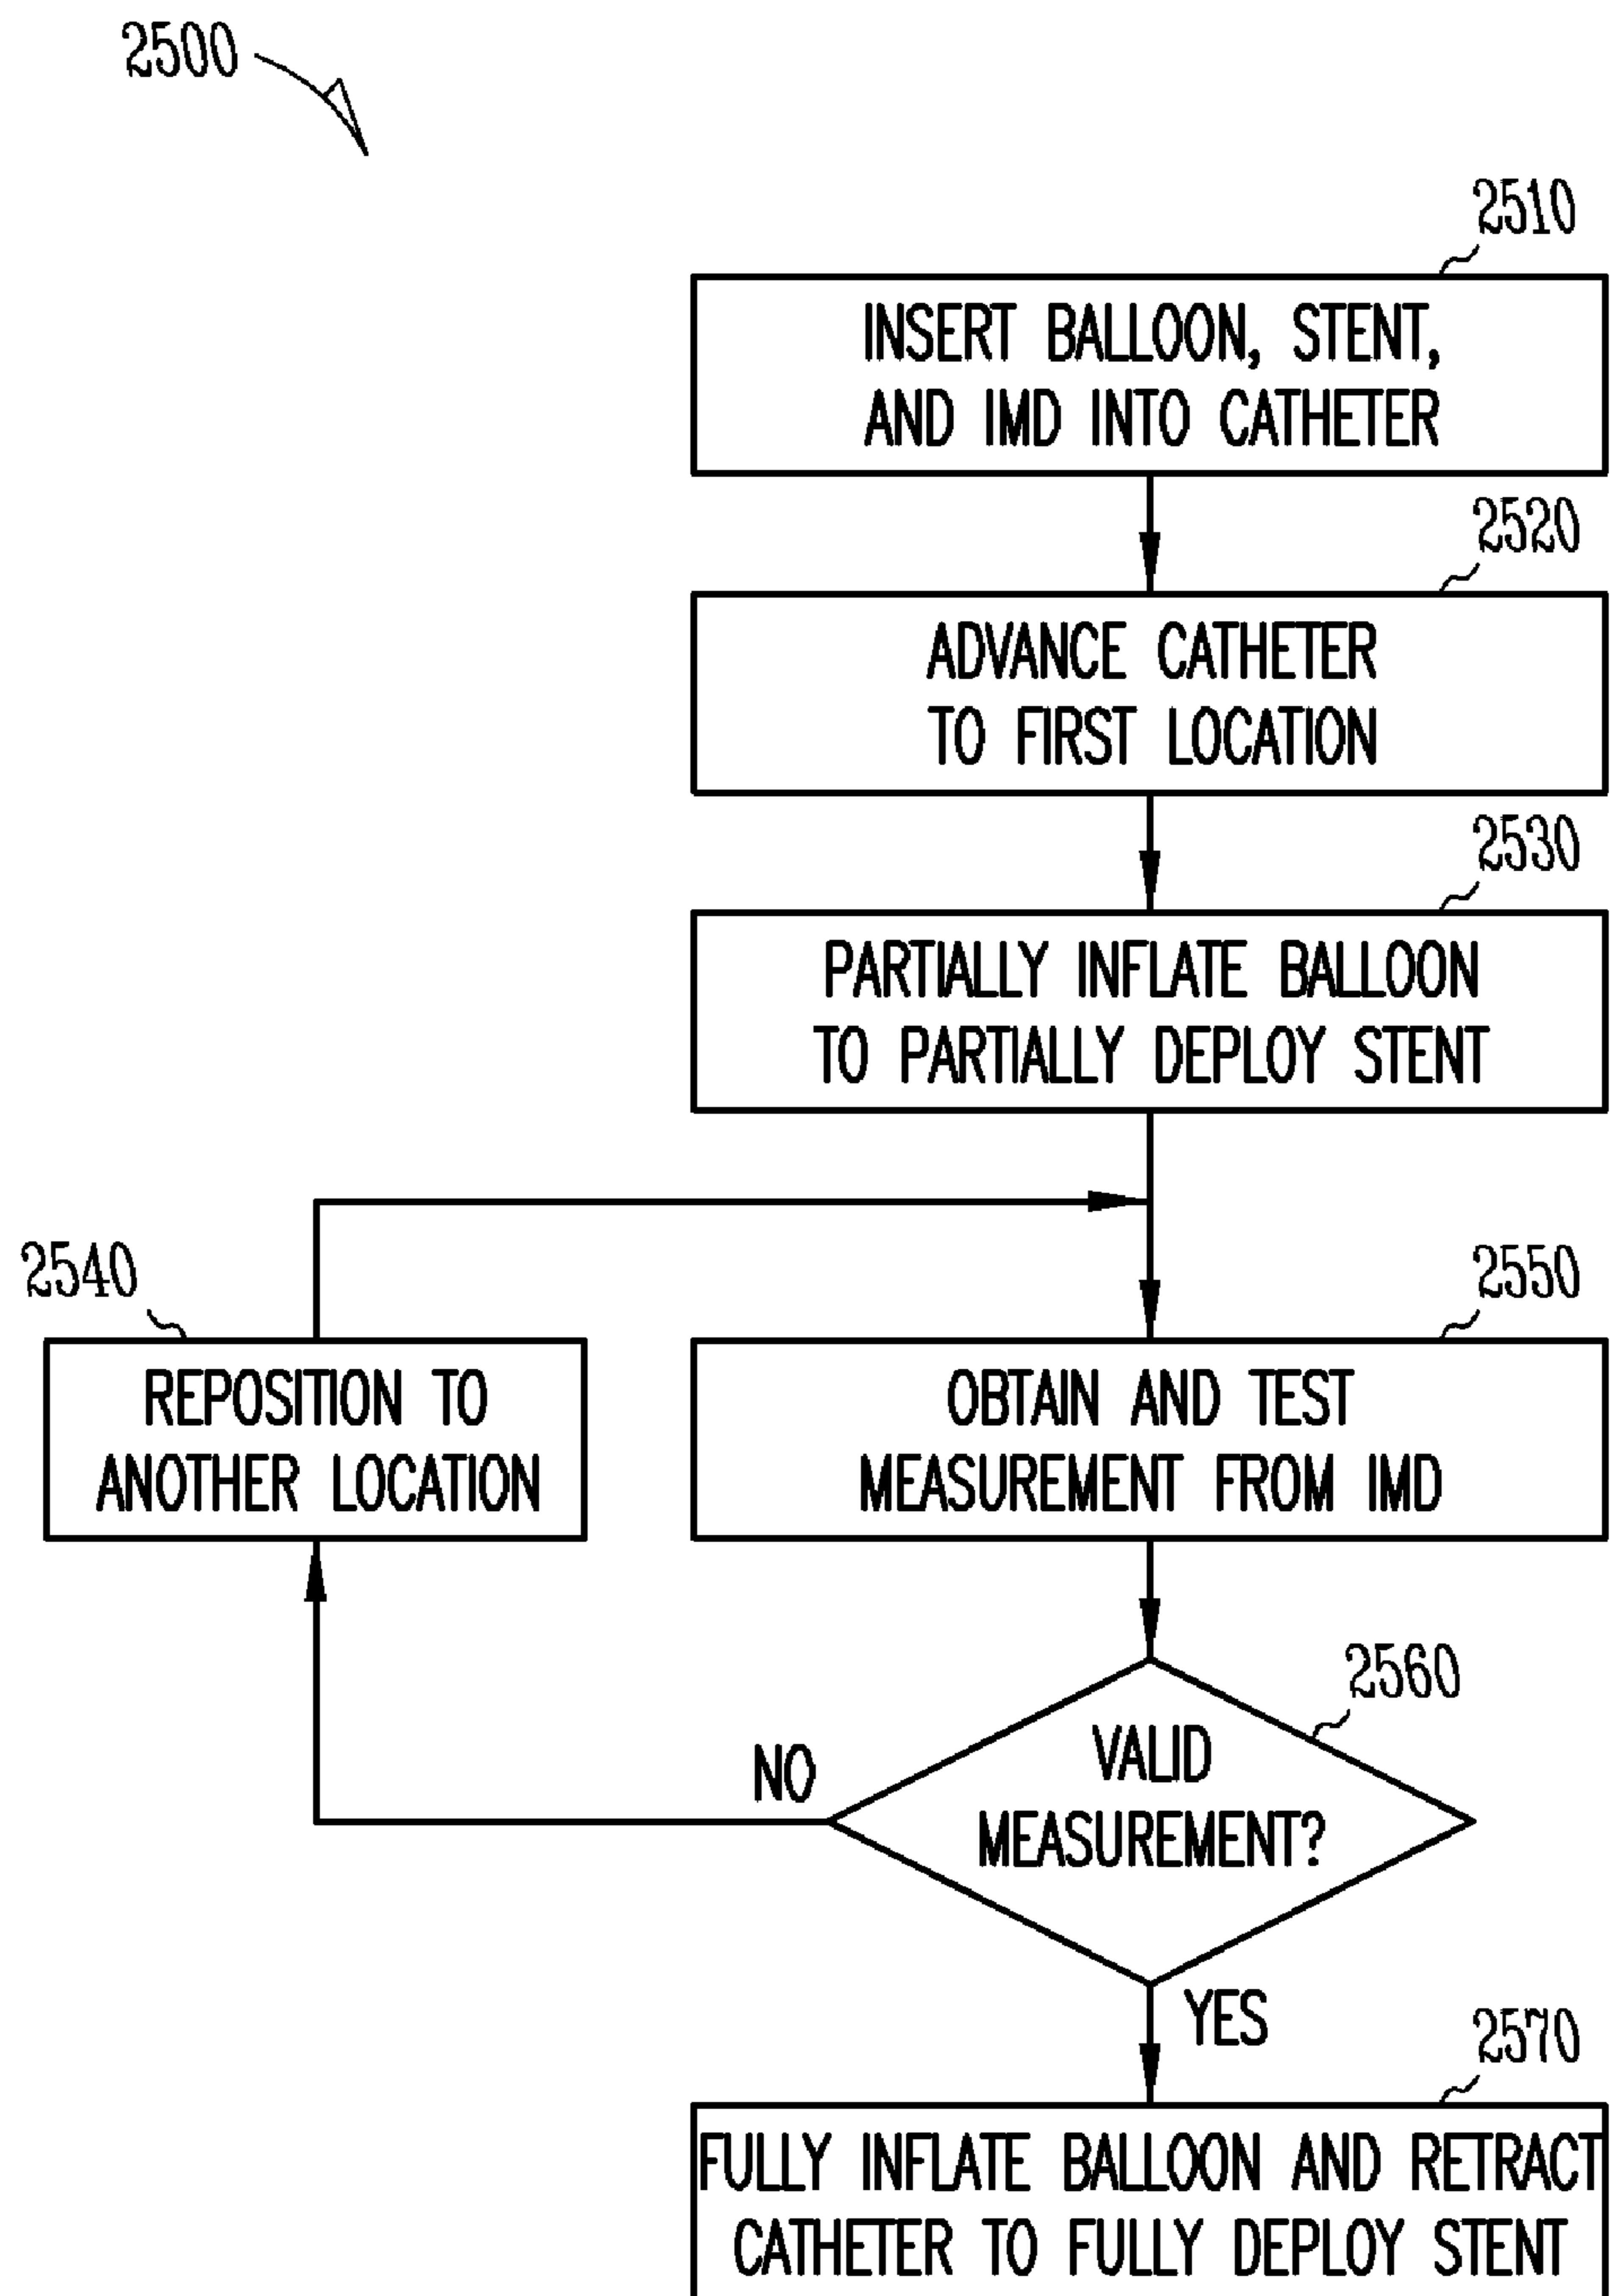 2500
2510
INSERT BALLOON, STENT,
AND IMD INTO CATHETER
2520
ADVANCE CATHETER
TO FIRST LOCATION
2530
PARTIALLY INFLATE BALLOON
TO PARTIALLY DEPLOY STENT
2540
REPOSITION TO
ANOTHER LOCATION
2550
OBTAIN AND TEST
MEASUREMENT FROM IMD
2560
VALID
MEASUREMENT?
NO
YES
2570
FULLY INFLATE BALLOON AND RETRACT
CATHETER TO FULLY DEPLOY STENT